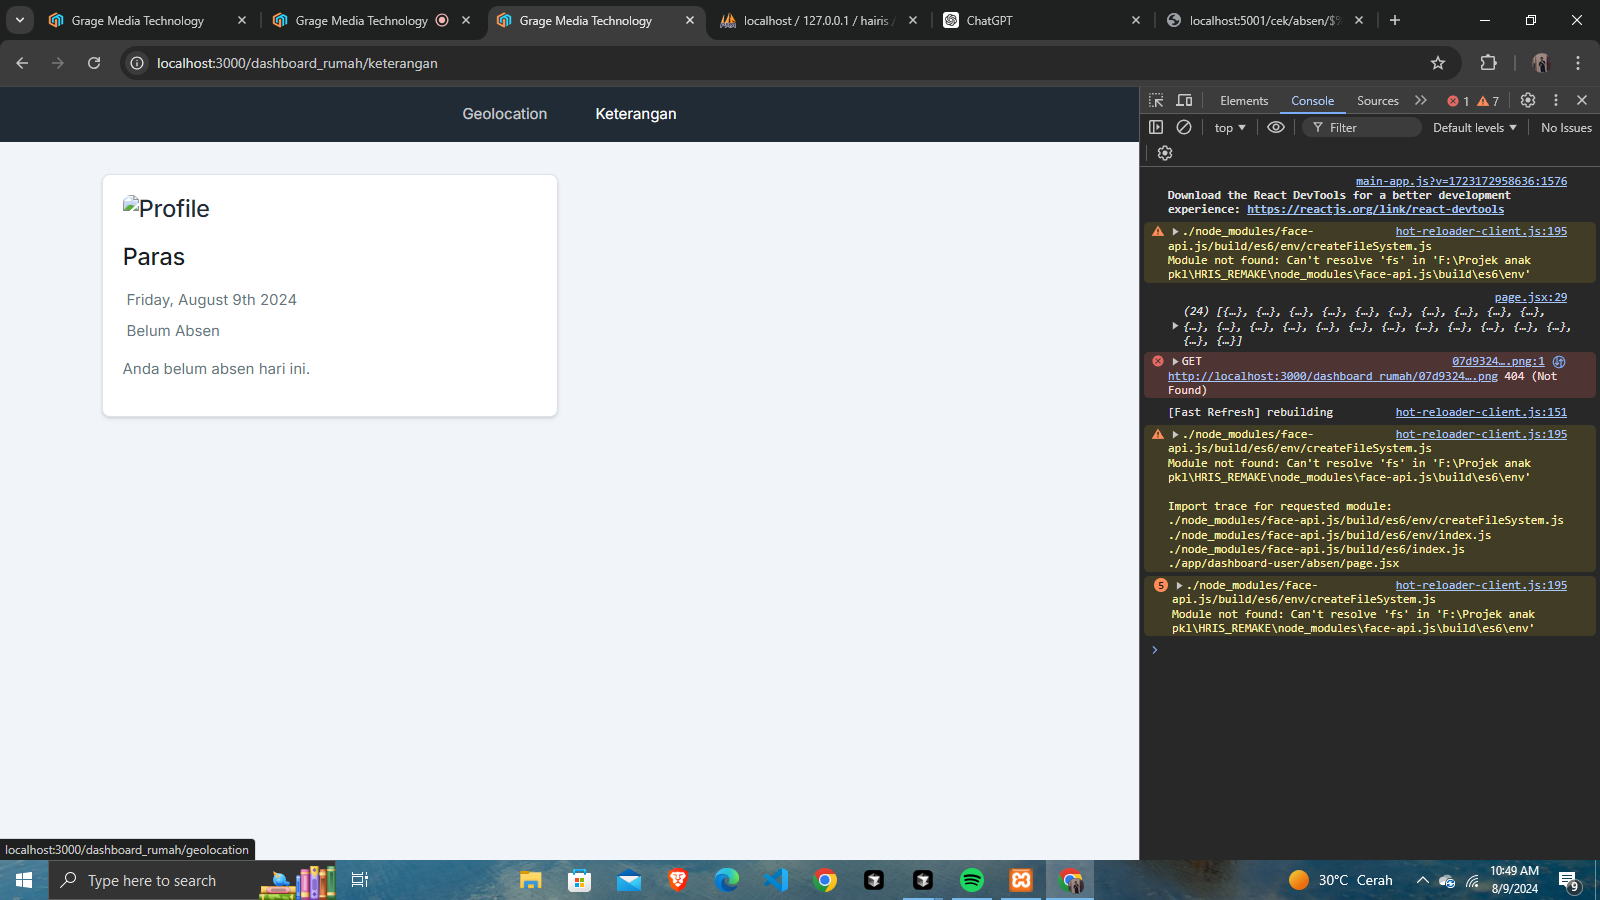 Grage Media Technology
Grage Media Technology
Grage Media Technology
localhost / 127.0.0.1 / hairis
ChatGPT
localhost:5001/cek/absen/$%
localhost:3000/dashboard_rumah/keterangan
Geolocation Keterangan
Profile
Paras
Friday, August 9th 2024
Belum Absen
Anda belum absen hari ini.
localhost:3000/dashboard_rumah/geolocation
Elements Console Sources 1 7
top Filter Default levels No Issues
main-app.js?v=1723172958636:1576
Download the React DevTools for a better development
experience: https://reactjs.org/link/react-devtools
./node_modules/face- hot-reloader-client.js:195
api.js/build/es6/env/createFileSystem.js
Module not found: Can't resolve 'fs' in 'F:\Projek anak
pkl\HRIS_REMAKE\node_modules\face-api.js\build\es6\env'
page.jsx:29
(24) [{…}, {…}, {…}, {…}, {…}, {…}, {…}, {…}, {…}, {…},
{…}, {…}, {…}, {…}, {…}, {…}, {…}, {…}, {…}, {…}, {…}, {…},
{…}, {…}]
GET 07d9324….png:1
http://localhost:3000/dashboard_rumah/07d9324….png 404 (Not
Found)
[Fast Refresh] rebuilding hot-reloader-client.js:151
./node_modules/face- hot-reloader-client.js:195
api.js/build/es6/env/createFileSystem.js
Module not found: Can't resolve 'fs' in 'F:\Projek anak
pkl\HRIS_REMAKE\node_modules\face-api.js\build\es6\env'
Import trace for requested module:
./node_modules/face-api.js/build/es6/env/createFileSystem.js
./node_modules/face-api.js/build/es6/env/index.js
./node_modules/face-api.js/build/es6/index.js
./app/dashboard-user/absen/page.jsx
5 ./node_modules/face- hot-reloader-client.js:195
api.js/build/es6/env/createFileSystem.js
Module not found: Can't resolve 'fs' in 'F:\Projek anak
pkl\HRIS_REMAKE\node_modules\face-api.js\build\es6\env'
Type here to search
30°C Cerah
10:49 AM
8/9/2024
9